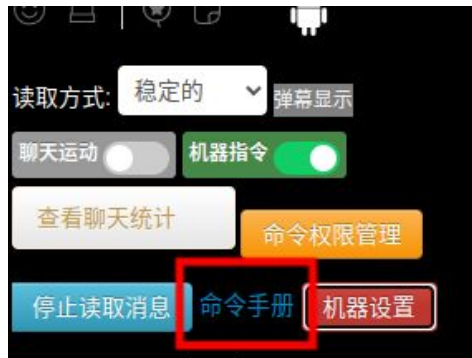 读取方式: 稳定的 弹幕显示
聊天运动 机器指令
查看聊天统计 命令权限管理
停止读取消息 命令手册 机器设置